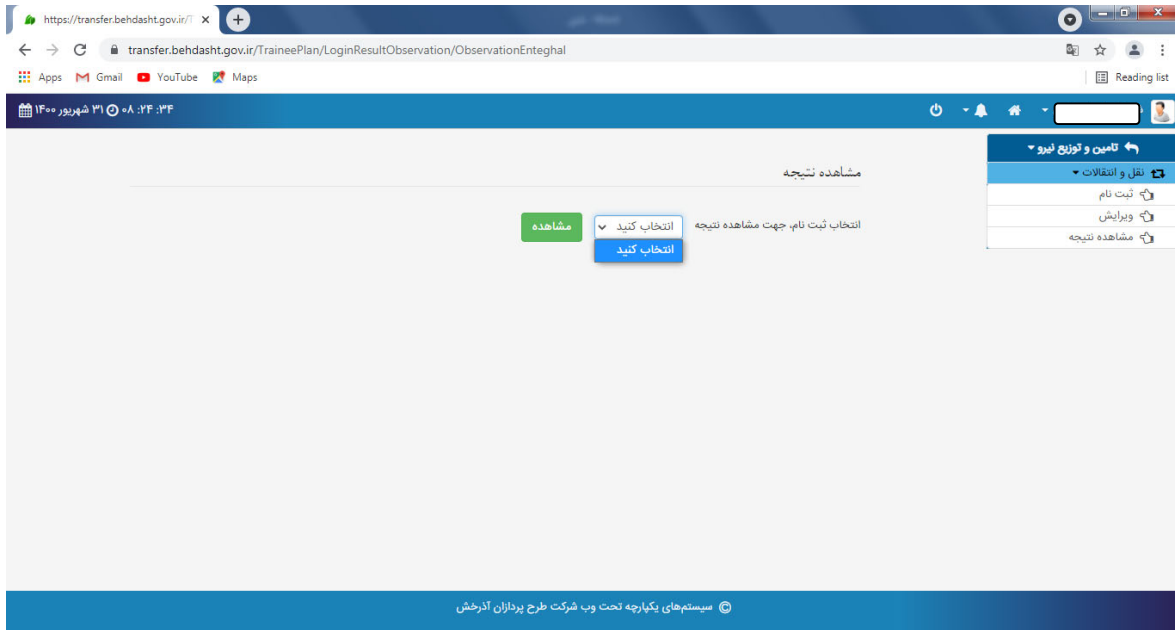 https://transfer.behdasht.gov.ir/T
transfer.behdasht.gov.ir/TraineePlan/LoginResultObservation/ObservationEnteghal
Apps Gmail YouTube Maps
Reading list
۳۱ شهریور ۱۴۰۰ ۰۸ :۲۴ :۳۴
تامین و توزیع نیرو
نقل و انتقالات
ثبت نام
ویرایش
مشاهده نتیجه
مشاهده نتیجه
انتخاب ثبت نام، جهت مشاهده نتیجه انتخاب کنید مشاهده
انتخاب کنید
© سیستم‌های یکپارچه تحت وب شرکت طرح پردازان آذرخش